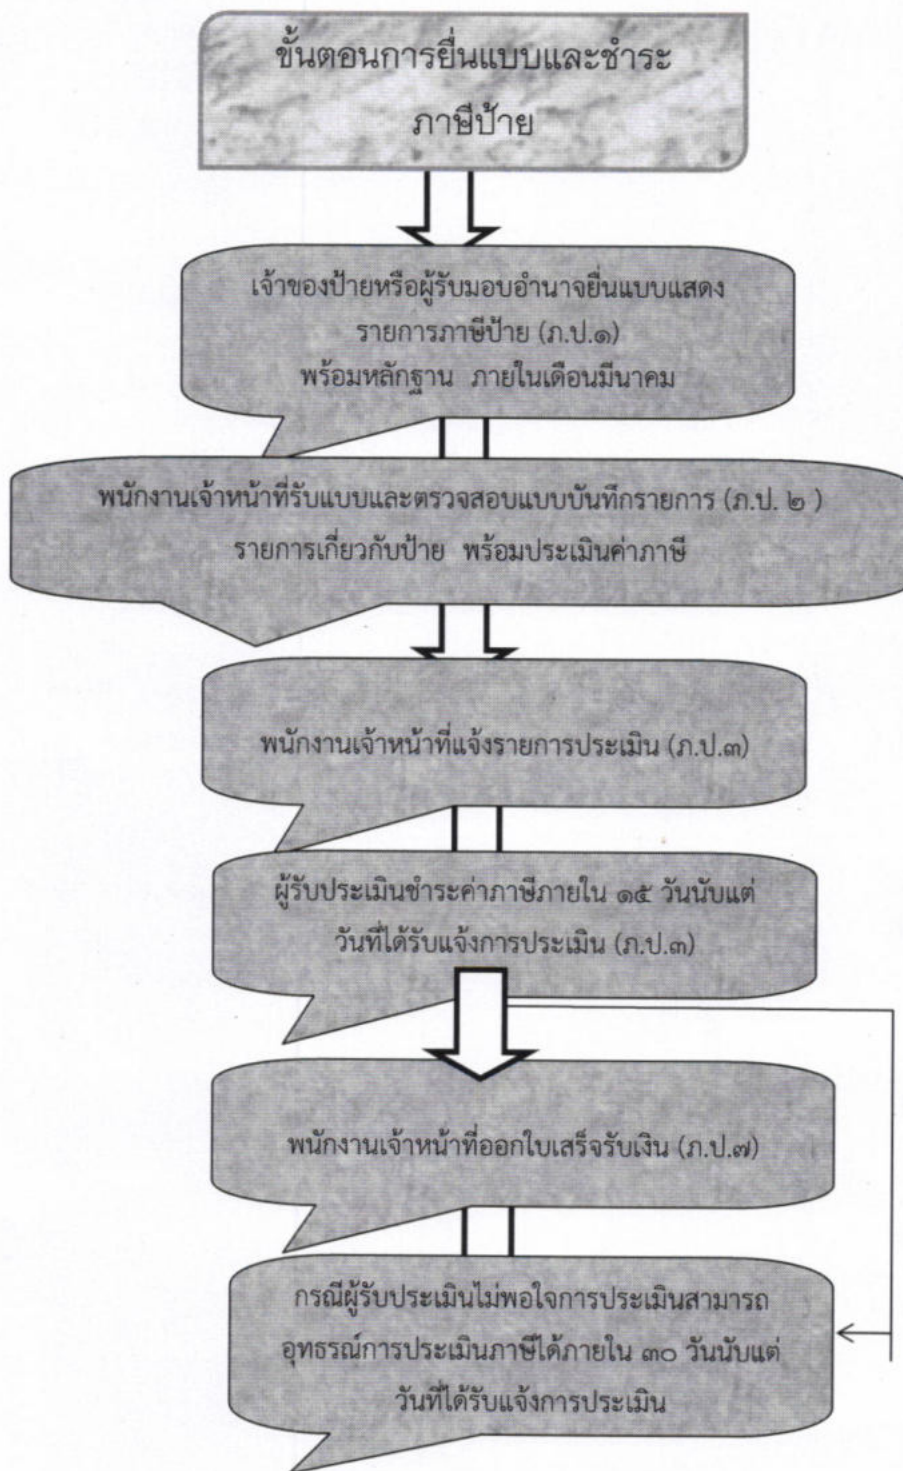 ขั้นตอนการยื่นแบบและชำระ
ภาษีป้าย
เจ้าของป้ายหรือผู้รับมอบอำนาจยื่นแบบแสดง
รายการภาษีป้าย (ภ.ป.๑)
พร้อมหลักฐาน ภายในเดือนมีนาคม
พนักงานเจ้าหน้าที่รับแบบและตรวจสอบแบบบันทึกรายการ (ภ.ป. ๒ )
รายการเกี่ยวกับป้าย พร้อมประเมินค่าภาษี
พนักงานเจ้าหน้าที่แจ้งรายการประเมิน (ภ.ป.๓)
ผู้รับประเมินชำระค่าภาษีภายใน ๑๕ วันนับแต่
วันที่ได้รับแจ้งการประเมิน (ภ.ป.๓)
พนักงานเจ้าหน้าที่ออกใบเสร็จรับเงิน (ภ.ป.๗)
กรณีผู้รับประเมินไม่พอใจการประเมินสามารถ
อุทธรณ์การประเมินภาษีได้ภายใน ๓๐ วันนับแต่
วันที่ได้รับแจ้งการประเมิน